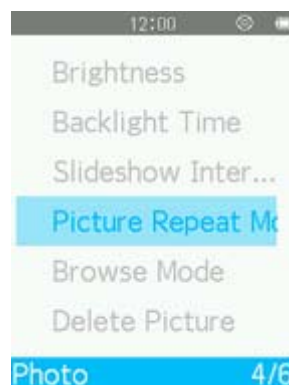 12:00
Brightness
Backlight Time
Slideshow Inter...
Picture Repeat Mo
Browse Mode
Delete Picture
Photo 4/6